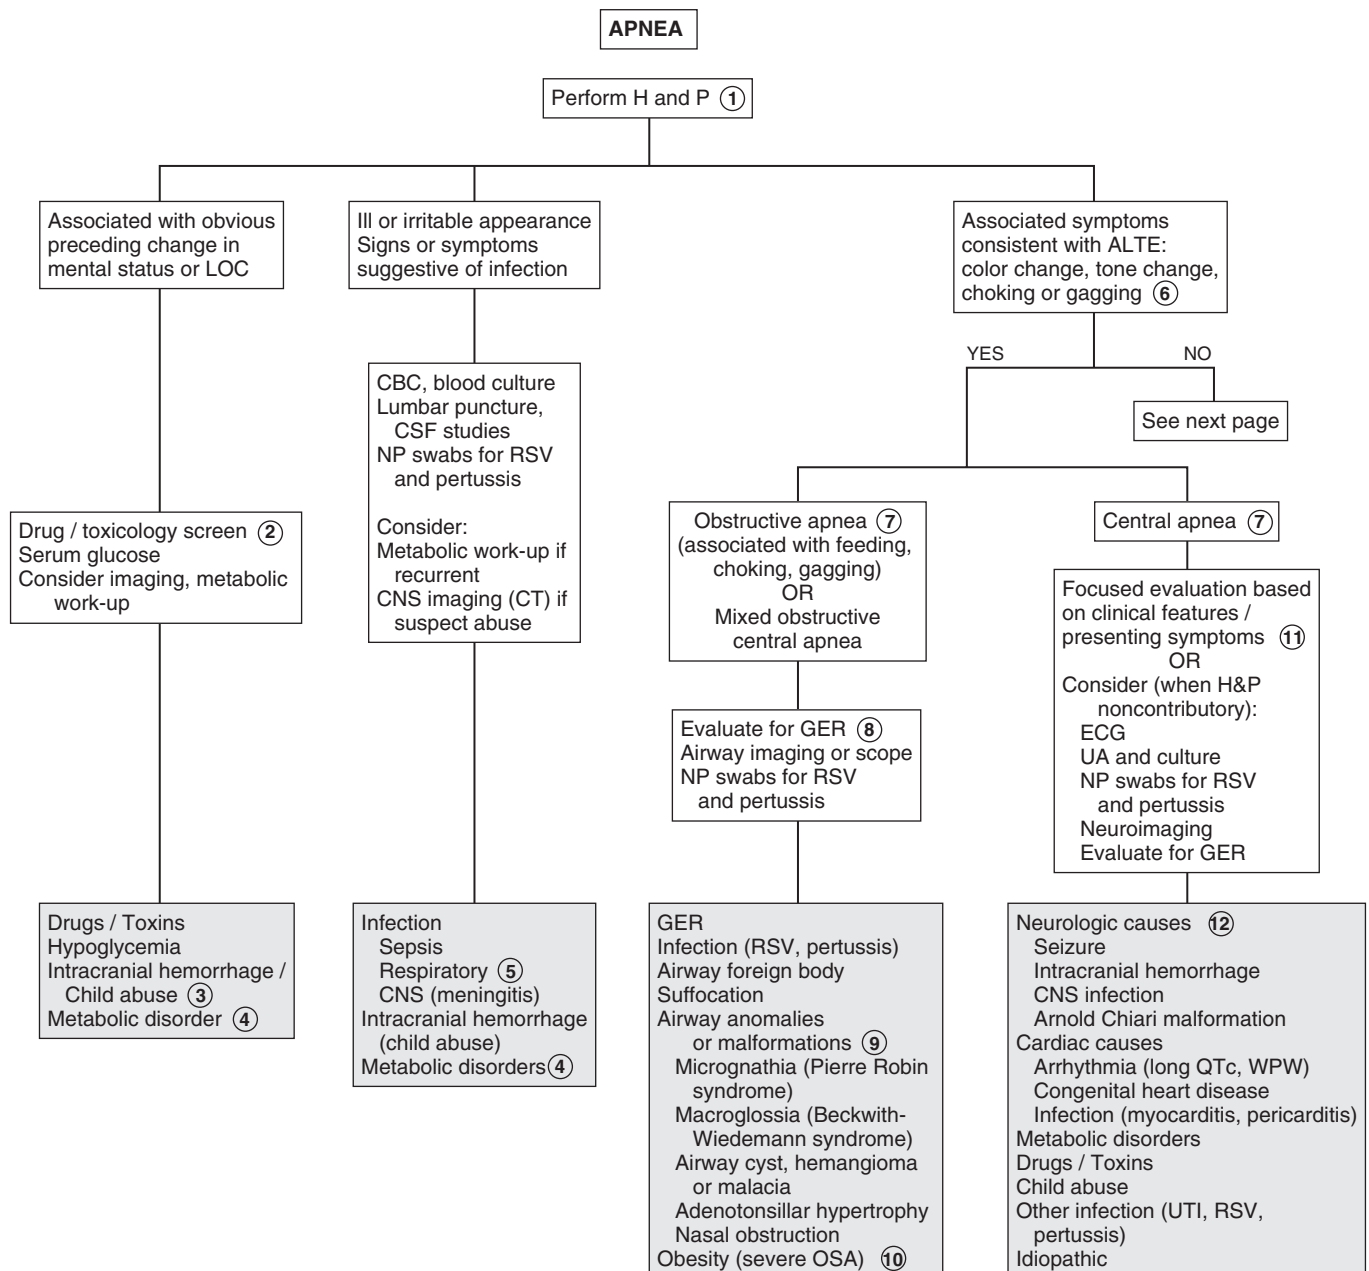 APNEA
Perform H and P 1
Associated with obvious
preceding change in
mental status or LOC
Ill or irritable appearance
Signs or symptoms
suggestive of infection
Associated symptoms
consistent with ALTE:
color change, tone change,
choking or gagging 6
YES
NO
See next page
CBC, blood culture
Lumbar puncture,
CSF studies
NP swabs for RSV
and pertussis
Consider:
Metabolic work-up if
recurrent
CNS imaging (CT) if
suspect abuse
Drug / toxicology screen 2
Serum glucose
Consider imaging, metabolic
work-up
Obstructive apnea 7
(associated with feeding,
choking, gagging)
OR
Mixed obstructive
central apnea
Central apnea 7
Focused evaluation based
on clinical features /
presenting symptoms 11
OR
Consider (when H&P
noncontributory):
ECG
UA and culture
NP swabs for RSV
and pertussis
Neuroimaging
Evaluate for GER
Evaluate for GER 8
Airway imaging or scope
NP swabs for RSV
and pertussis
Drugs / Toxins
Hypoglycemia
Intracranial hemorrhage /
Child abuse 3
Metabolic disorder 4
Infection
Sepsis
Respiratory 5
CNS (meningitis)
Intracranial hemorrhage
(child abuse)
Metabolic disorders 4
GER
Infection (RSV, pertussis)
Airway foreign body
Suffocation
Airway anomalies
or malformations 9
Micrognathia (Pierre Robin
syndrome)
Macroglossia (Beckwith-
Wiedemann syndrome)
Airway cyst, hemangioma
or malacia
Adenotonsillar hypertrophy
Nasal obstruction
Obesity (severe OSA) 10
Neurologic causes 12
Seizure
Intracranial hemorrhage
CNS infection
Arnold Chiari malformation
Cardiac causes
Arrhythmia (long QTc, WPW)
Congenital heart disease
Infection (myocarditis, pericarditis)
Metabolic disorders
Drugs / Toxins
Child abuse
Other infection (UTI, RSV,
pertussis)
Idiopathic